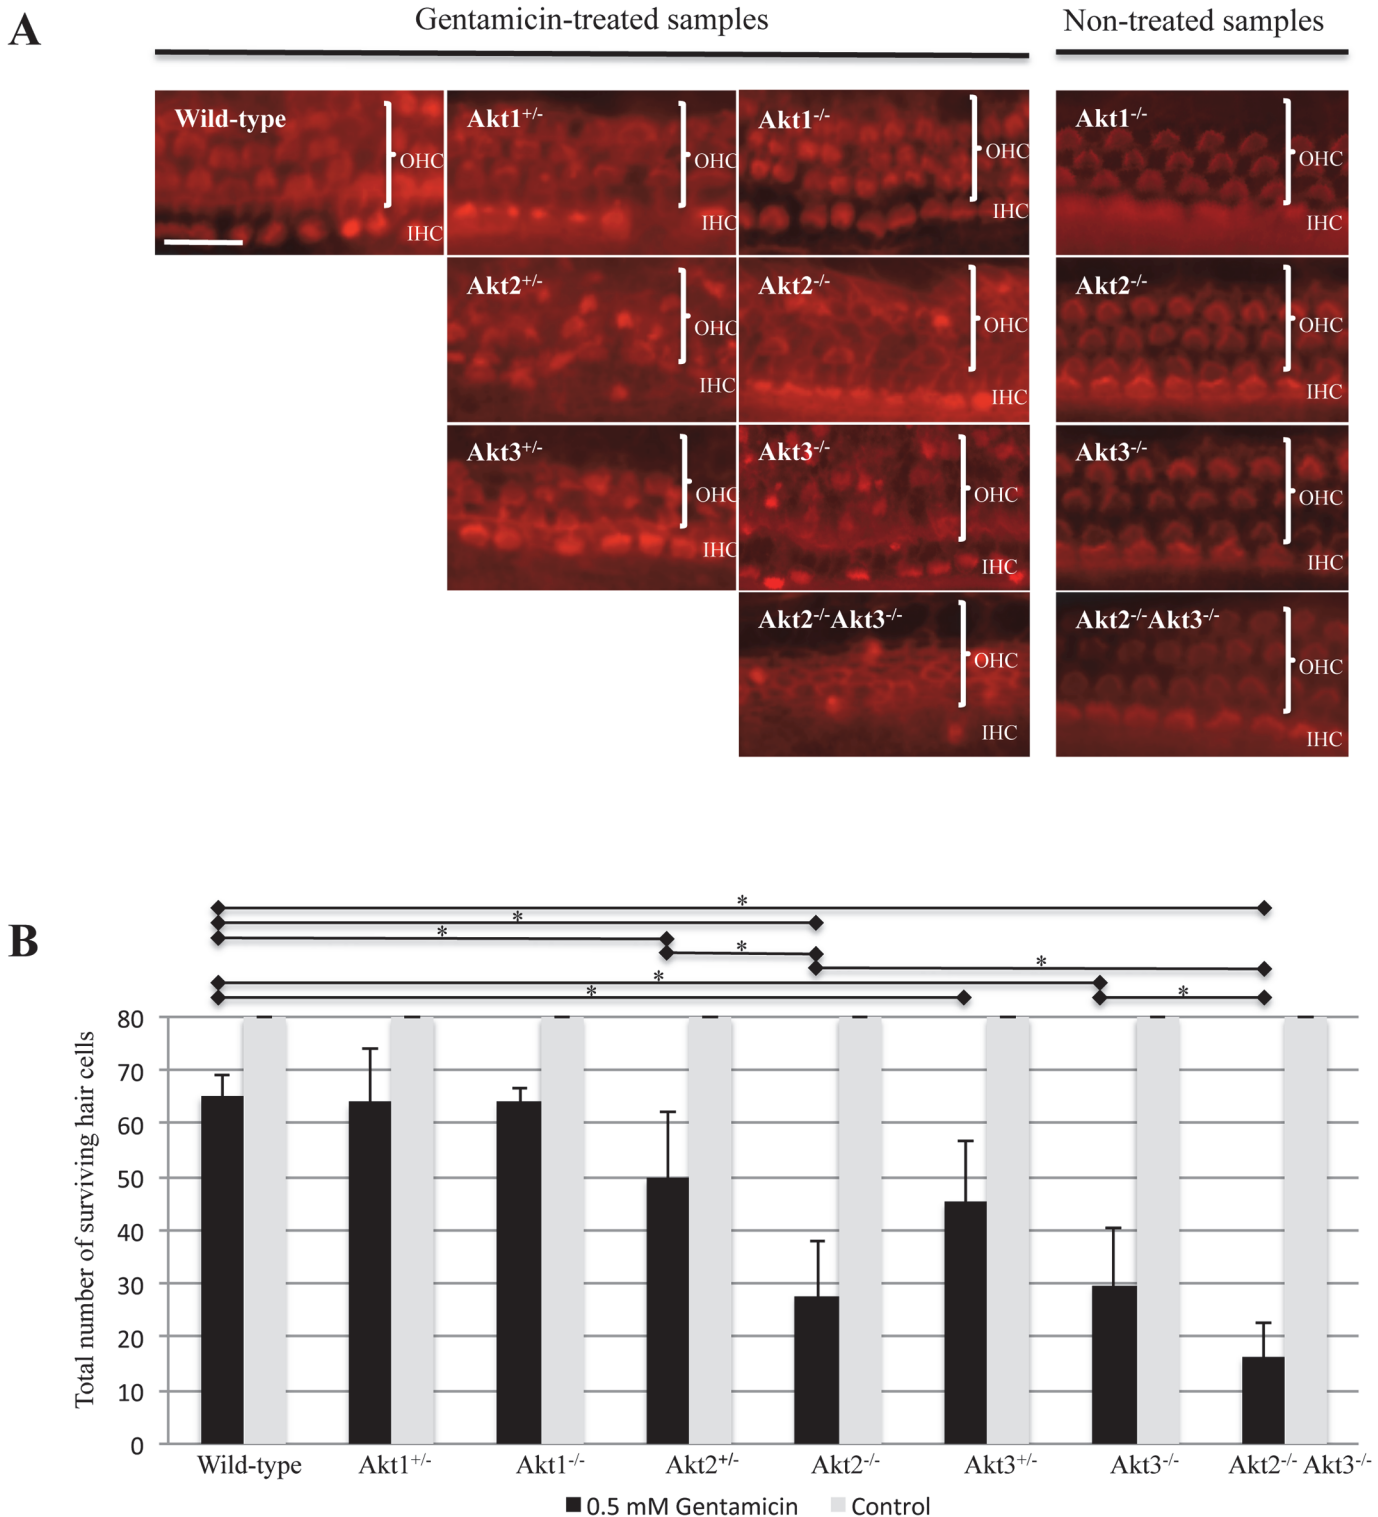 A
Gentamicin-treated samples
Non-treated samples
Wild-type
OHC
IHC
Akt1+/-
OHC
IHC
Akt1-/-
OHC
IHC
Akt1-/-
OHC
IHC
Akt2+/-
OHC
IHC
Akt2-/-
OHC
IHC
Akt2-/-
OHC
IHC
Akt3+/-
OHC
IHC
Akt3-/-
OHC
IHC
Akt3-/-
OHC
IHC
Akt2-/-Akt3-/-
OHC
IHC
Akt2-/-Akt3-/-
OHC
IHC
B
*
*
*
*
*
*
*
*
Total number of surviving hair cells
80
70
60
50
40
30
20
10
0
Wild-type Akt1+/- Akt1-/- Akt2+/- Akt2-/- Akt3+/- Akt3-/- Akt2-/- Akt3-/-
0.5 mM Gentamicin Control